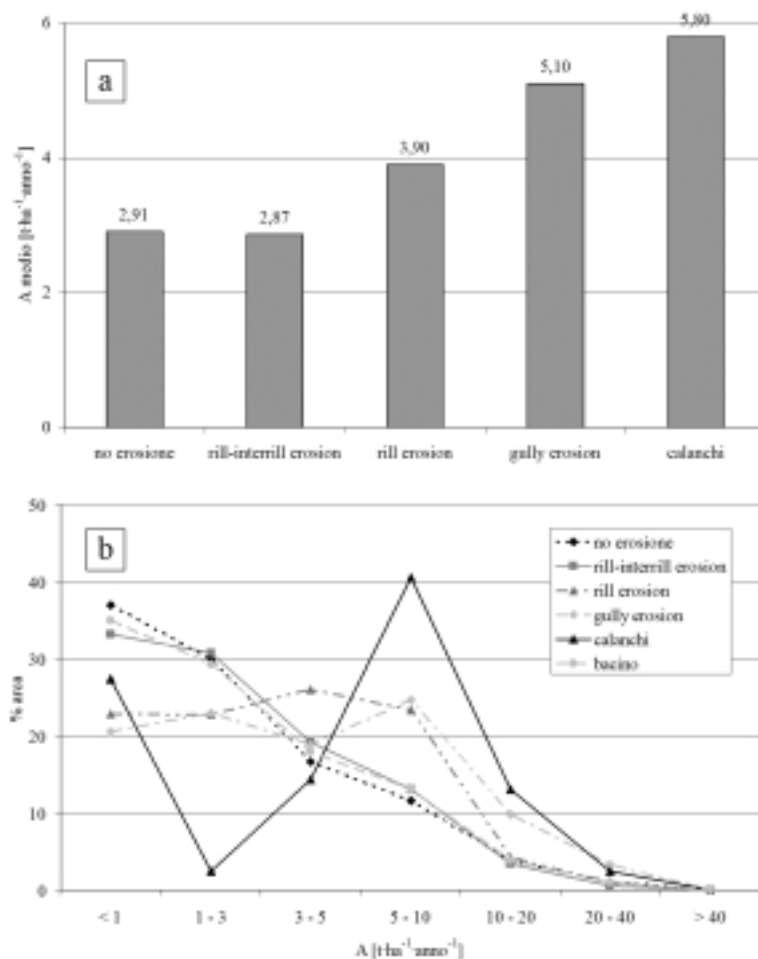 a
A medio [t·ha⁻¹·anno⁻¹]
6
4
2
0
2,91
2,87
3,90
5,10
5,80
no erosione
rill-interrill erosion
rill erosion
gully erosion
calanchi
b
% area
50
40
30
20
10
0
no erosione
rill-interrill erosion
rill erosion
gully erosion
calanchi
bacino
< 1
1 - 3
3 - 5
5 - 10
10 - 20
20 - 40
> 40
A [t·ha⁻¹·anno⁻¹]